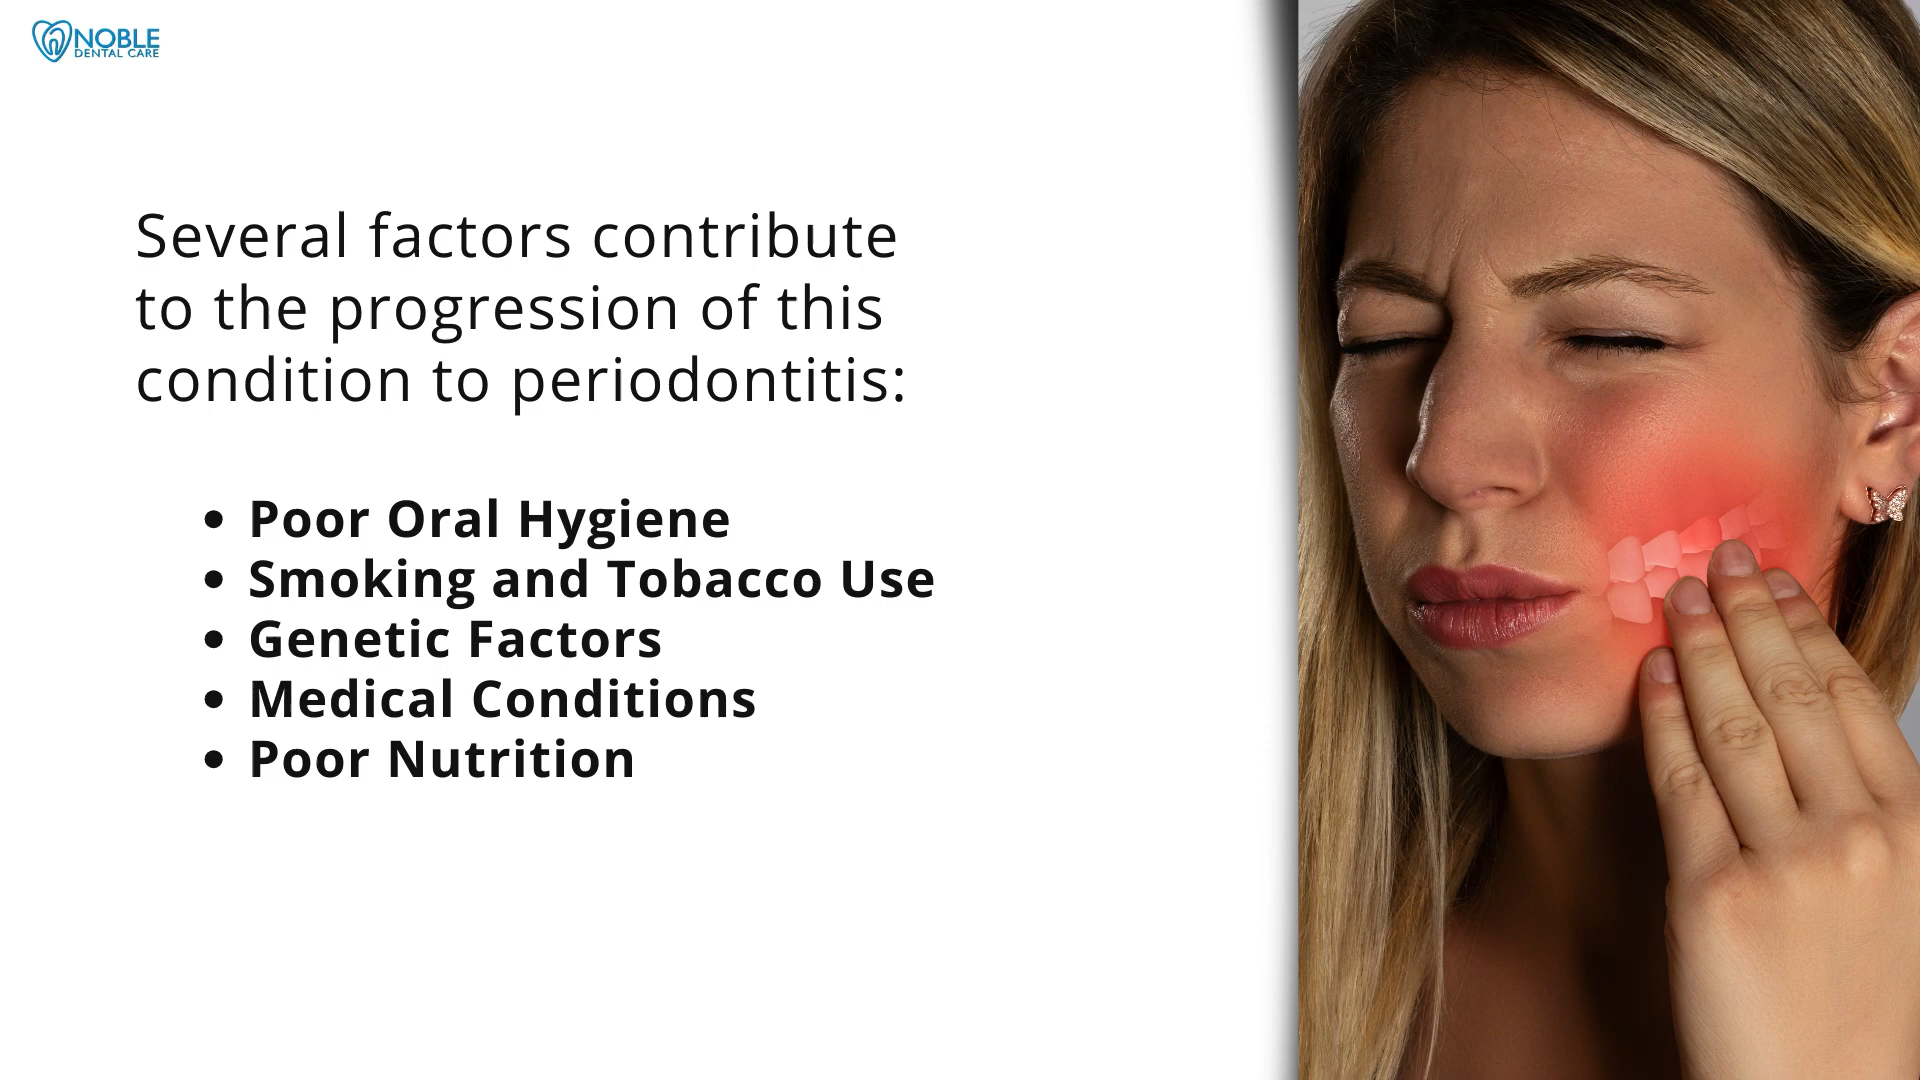 NOBLE
DENTAL CARE
Several factors contribute
to the progression of this
condition to periodontitis:
• Poor Oral Hygiene
• Smoking and Tobacco Use
• Genetic Factors
• Medical Conditions
• Poor Nutrition